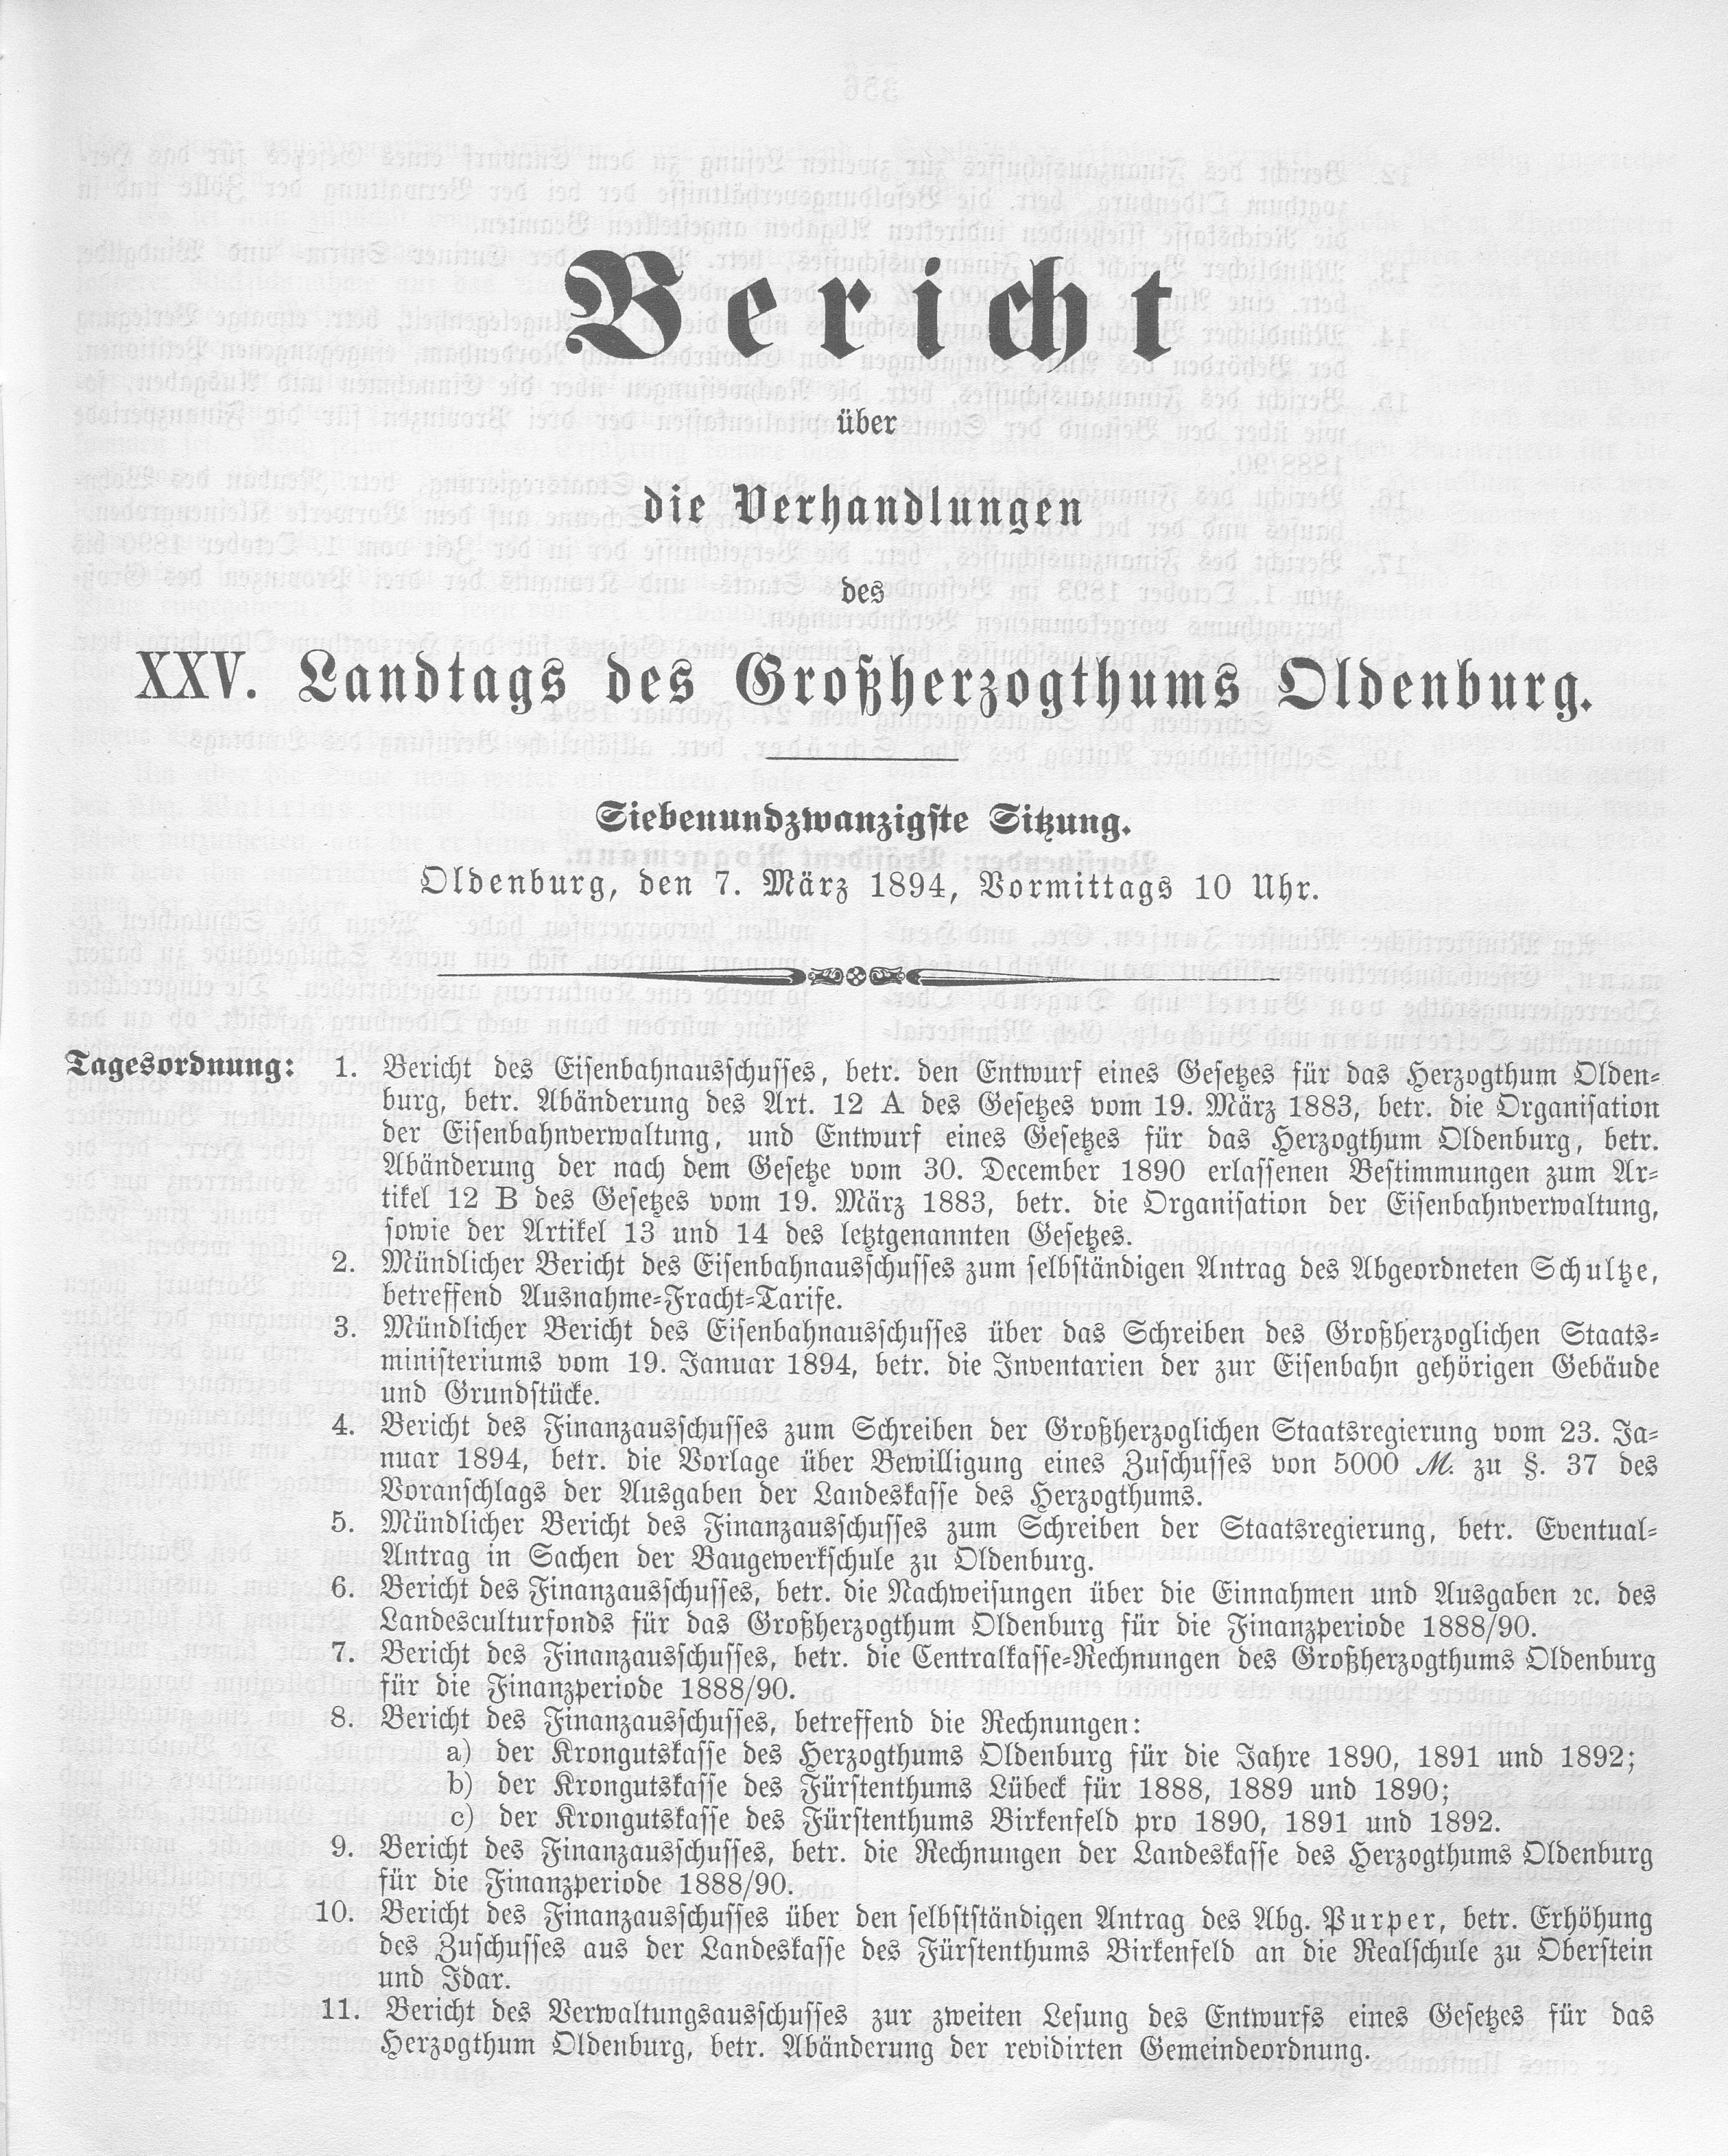 Bericht
über
die Verhandlungen
des
XXV. Landtags des Großherzogthums Oldenburg.
Siebenundzwanzigste Sitzung.
Oldenburg, den 7. März 1894, Vormittags 10 Uhr.
Tagesordnung: 1. Bericht des Eisenbahnausschusses, betr. den Entwurf eines Gesetzes für das Herzogthum Olden-
burg, betr. Abänderung des Art. 12 A des Gesetzes vom 19. März 1883, betr. die Organisation
der Eisenbahnverwaltung, und Entwurf eines Gesetzes für das Herzogthum Oldenburg, betr.
Abänderung der nach dem Gesetze vom 30. December 1890 erlassenen Bestimmungen zum Ar-
tikel 12 B des Gesetzes vom 19. März 1883, betr. die Organisation der Eisenbahnverwaltung,
sowie der Artikel 13 und 14 des letztgenannten Gesetzes.
2. Mündlicher Bericht des Eisenbahnausschusses zum selbständigen Antrag des Abgeordneten Schultze,
betreffend Ausnahme-Fracht-Tarife.
3. Mündlicher Bericht des Eisenbahnausschusses über das Schreiben des Großherzoglichen Staats-
ministeriums vom 19. Januar 1894, betr. die Inventarien der zur Eisenbahn gehörigen Gebäude
und Grundstücke.
4. Bericht des Finanzausschusses zum Schreiben der Großherzoglichen Staatsregierung vom 23. Ja-
nuar 1894, betr. die Vorlage über Bewilligung eines Zuschusses von 5000 M. zu §. 37 des
Voranschlags der Ausgaben der Landeskasse des Herzogthums.
5. Mündlicher Bericht des Finanzausschusses zum Schreiben der Staatsregierung, betr. Eventual-
Antrag in Sachen der Baugewerkschule zu Oldenburg.
6. Bericht des Finanzausschusses, betr. die Nachweisungen über die Einnahmen und Ausgaben ꝛc. des
Landesculturfonds für das Großherzogthum Oldenburg für die Finanzperiode 1888/90.
7. Bericht des Finanzausschusses, betr. die Centralkasse-Rechnungen des Großherzogthums Oldenburg
für die Finanzperiode 1888/90.
8. Bericht des Finanzausschusses, betreffend die Rechnungen:
a) der Krongutskasse des Herzogthums Oldenburg für die Jahre 1890, 1891 und 1892;
b) der Krongutskasse des Fürstenthums Lübeck für 1888, 1889 und 1890;
c) der Krongutskasse des Fürstenthums Birkenfeld pro 1890, 1891 und 1892.
9. Bericht des Finanzausschusses, betr. die Rechnungen der Landeskasse des Herzogthums Oldenburg
für die Finanzperiode 1888/90.
10. Bericht des Finanzausschusses über den selbstständigen Antrag des Abg. Purper, betr. Erhöhung
des Zuschusses aus der Landeskasse des Fürstenthums Birkenfeld an die Realschule zu Oberstein
und Idar.
11. Bericht des Verwaltungsausschusses zur zweiten Lesung des Entwurfs eines Gesetzes für das
Herzogthum Oldenburg, betr. Abänderung der revidirten Gemeindeordnung.